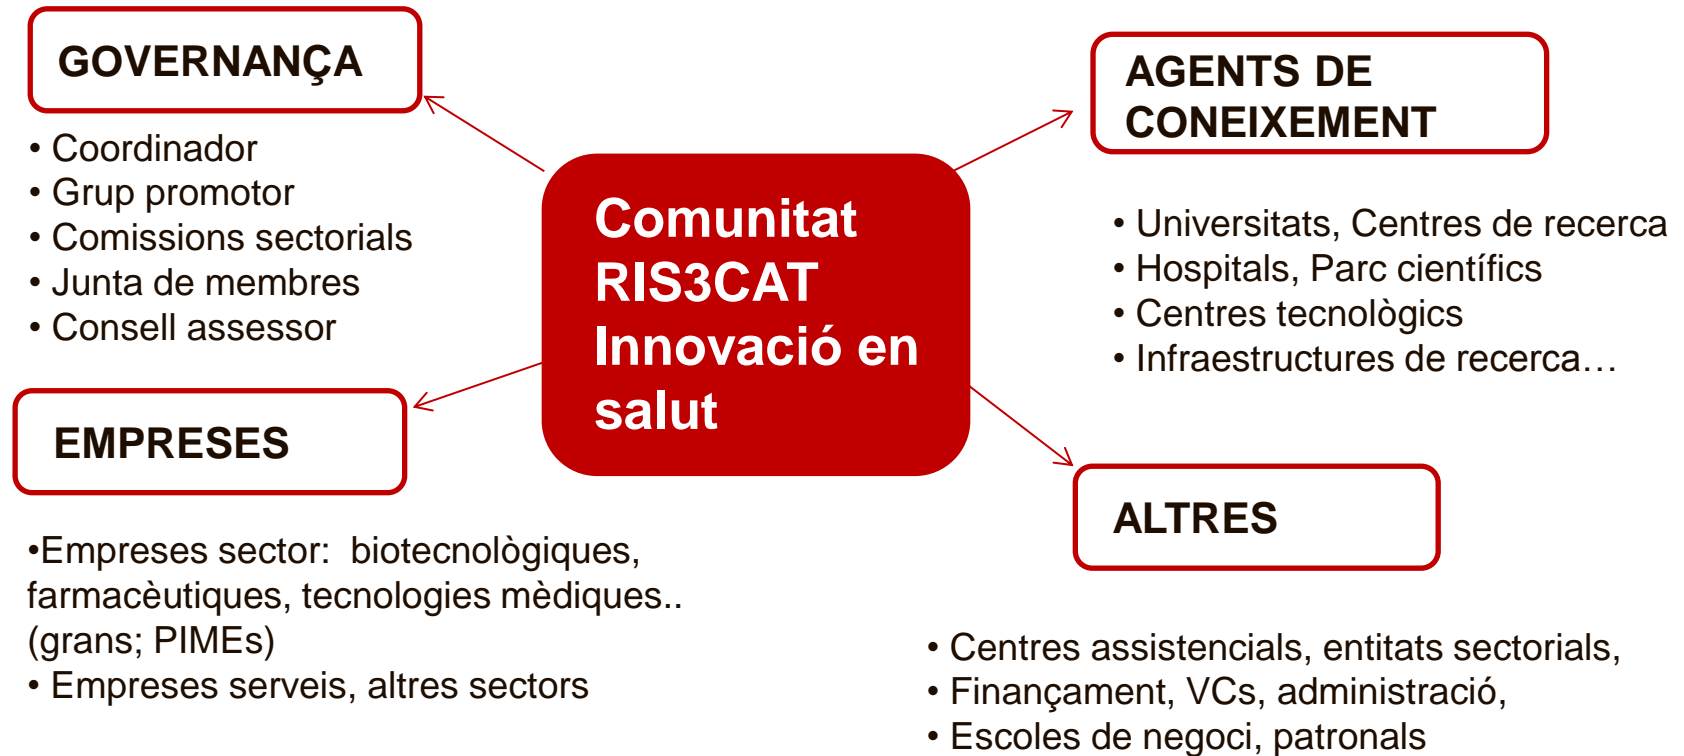 GOVERNANÇA
• Coordinador
• Grup promotor
• Comissions sectorials
• Junta de membres
• Consell assessor
EMPRESES
•Empreses sector:  biotecnològiques,
farmacèutiques, tecnologies mèdiques..
(grans; PIMEs)
• Empreses serveis, altres sectors
Comunitat
RIS3CAT
Innovació en
salut
AGENTS DE
CONEIXEMENT
• Universitats, Centres de recerca
• Hospitals, Parc científics
• Centres tecnològics
• Infraestructures de recerca…
ALTRES
• Centres assistencials, entitats sectorials,
• Finançament, VCs, administració,
• Escoles de negoci, patronals